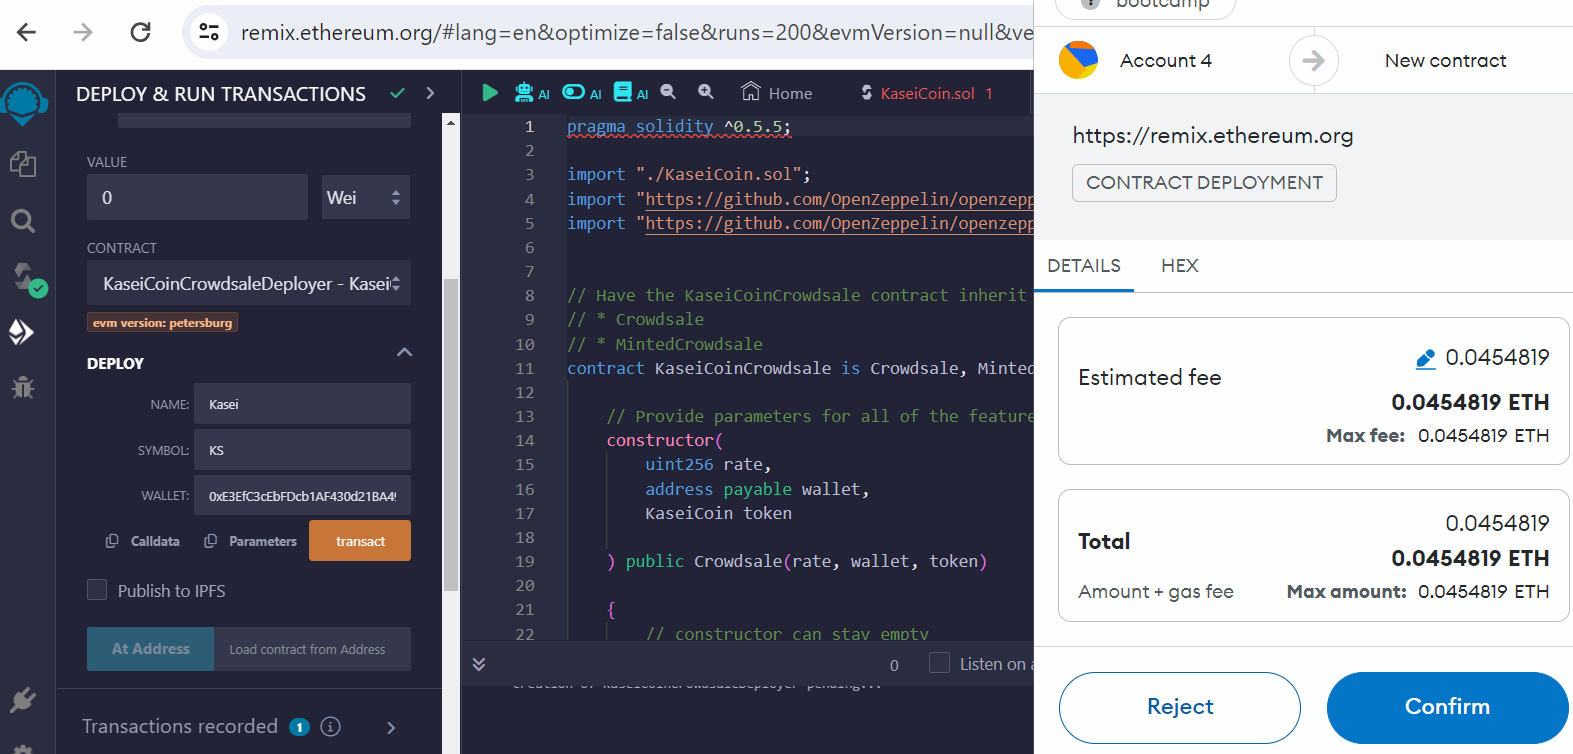 remix.ethereum.org/#lang=en&optimize=false&runs=200&evmVersion=null&ve
DEPLOY & RUN TRANSACTIONS
VALUE
0
Wei
CONTRACT
KaseiCoinCrowdsaleDeployer - Kasei
evm version: petersburg
DEPLOY
NAME:
Kasei
SYMBOL:
KS
WALLET:
0xE3EfC3cEbFDcb1AF430d21BA49
Calldata
Parameters
transact
Publish to IPFS
At Address
Load contract from Address
Transactions recorded 1 i
AI AI AI
Home
KaseiCoin.sol 1
1 pragma solidity ^0.5.5;
2
3 import "./KaseiCoin.sol";
4 import "https://github.com/OpenZeppelin/openzepp
5 import "https://github.com/OpenZeppelin/openzepp
6
7
8 // Have the KaseiCoinCrowdsale contract inherit
9 // * Crowdsale
10 // * MintedCrowdsale
11 contract KaseiCoinCrowdsale is Crowdsale, Minted
12
13 // Provide parameters for all of the feature
14 constructor(
15 uint256 rate,
16 address payable wallet,
17 KaseiCoin token
18
19 ) public Crowdsale(rate, wallet, token)
20
21 {
22 // constructor can stay empty
0
Listen on a
creation of KaseiCoinCrowdsaleDeployer pending...
bootcamp
Account 4
New contract
https://remix.ethereum.org
CONTRACT DEPLOYMENT
DETAILS
HEX
Estimated fee
0.0454819
0.0454819 ETH
Max fee: 0.0454819 ETH
Total
0.0454819
0.0454819 ETH
Amount + gas fee
Max amount: 0.0454819 ETH
Reject
Confirm